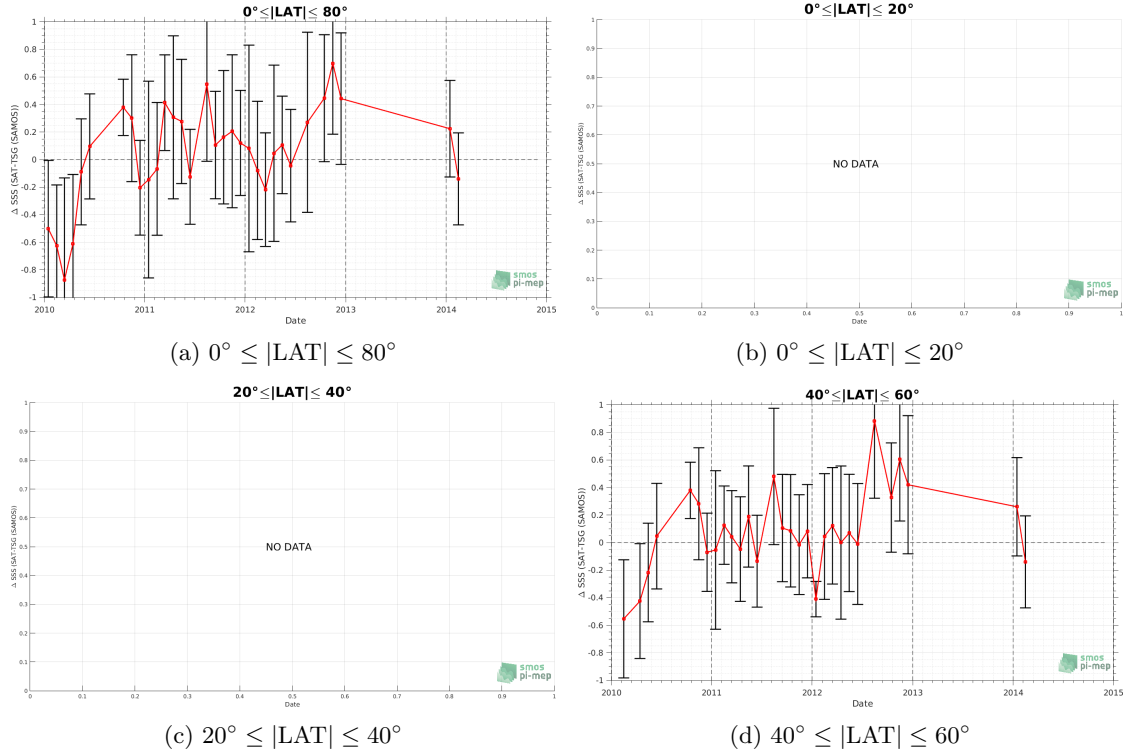 0°≤|LAT|≤ 80°
1
0.8
0.6
0.4
0.2
0
-0.2
-0.4
-0.6
-0.8
-1
Δ SSS (SAT-TSG (SAMOS))
2010 2011 2012 2013 2014 2015
Date
smos
pi-mep
(a) 0° ≤ |LAT| ≤ 80°
0°≤|LAT|≤ 20°
1
0.9
0.8
0.7
0.6
0.5
0.4
0.3
0.2
0.1
0
Δ SSS (SAT-TSG (SAMOS))
NO DATA
0 0.1 0.2 0.3 0.4 0.5 0.6 0.7 0.8 0.9 1
Date
smos
pi-mep
(b) 0° ≤ |LAT| ≤ 20°
20°≤|LAT|≤ 40°
1
0.9
0.8
0.7
0.6
0.5
0.4
0.3
0.2
0.1
0
Δ SSS (SAT-TSG (SAMOS))
NO DATA
0 0.1 0.2 0.3 0.4 0.5 0.6 0.7 0.8 0.9 1
Date
smos
pi-mep
(c) 20° ≤ |LAT| ≤ 40°
40°≤|LAT|≤ 60°
1
0.8
0.6
0.4
0.2
0
-0.2
-0.4
-0.6
-0.8
-1
Δ SSS (SAT-TSG (SAMOS))
2010 2011 2012 2013 2014 2015
Date
smos
pi-mep
(d) 40° ≤ |LAT| ≤ 60°